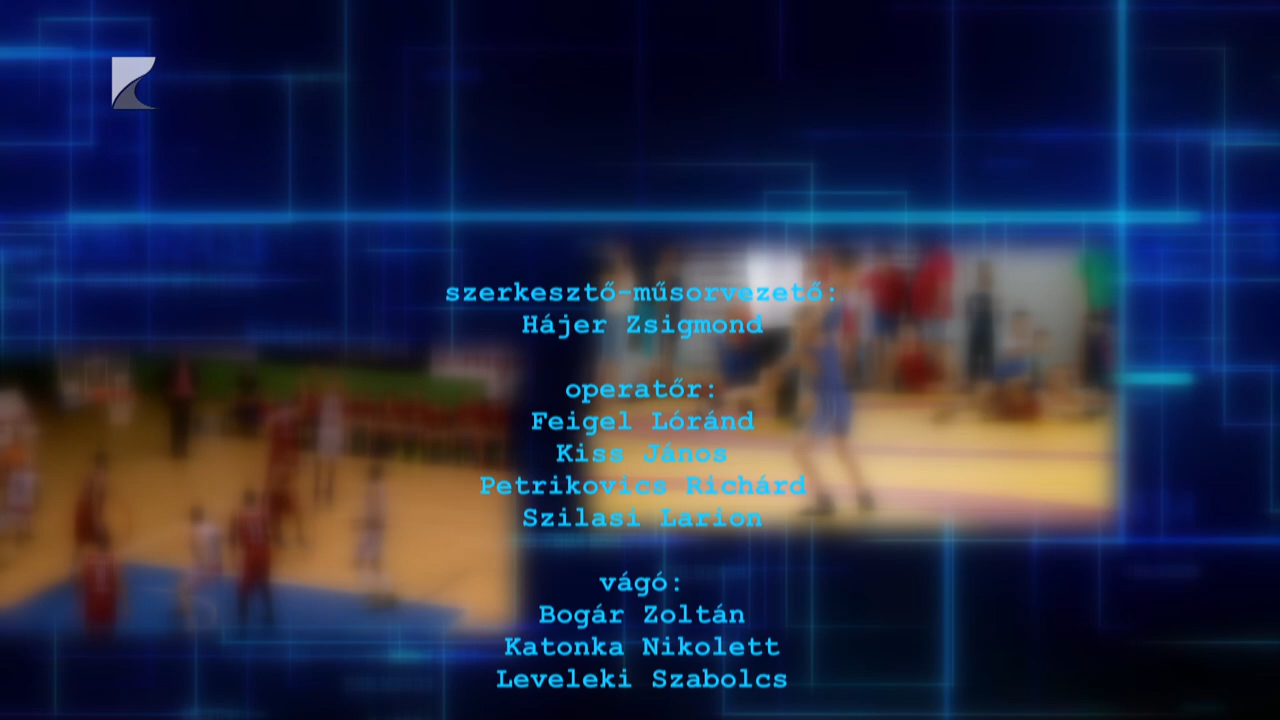 szerkesztő-műsorvezető:
Hájer Zsigmond
operatőr:
Feigel Lóránd
Kiss János
Petrikovics Richárd
Szilasi Larion
vágó:
Bogár Zoltán
Katonka Nikolett
Leveleki Szabolcs